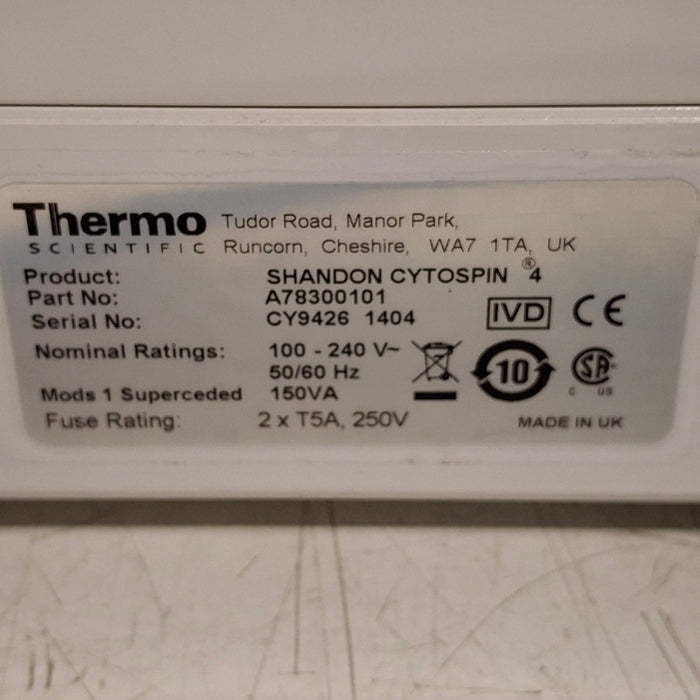 Thermo
SCIENTIFIC
Tudor Road, Manor Park,
Runcorn, Cheshire, WA7 1TA, UK
Product: SHANDON CYTOSPIN ® 4
Part No: A78300101
Serial No: CY9426 1404
IVD CE
Nominal Ratings: 100 - 240 V~
50/60 Hz
10
SA
C US
Mods 1 Superceded 150VA
Fuse Rating: 2 x T5A, 250V
MADE IN UK